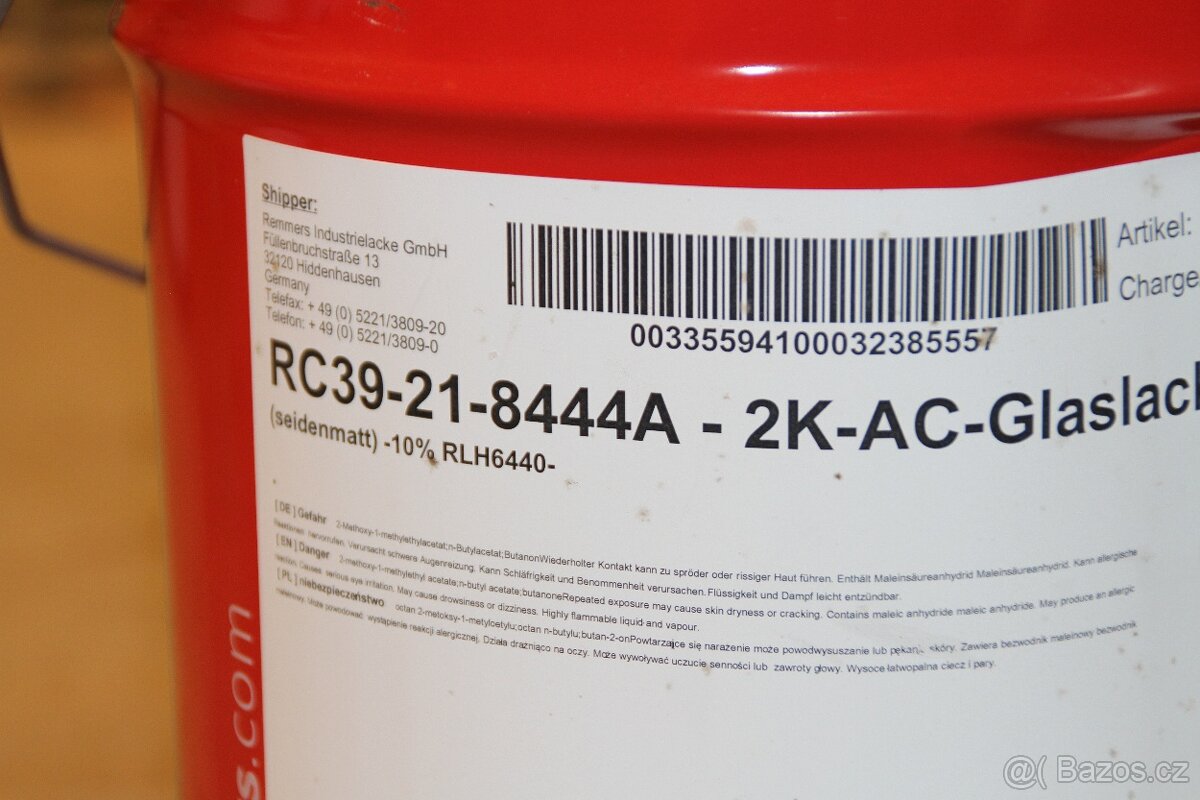 Shipper:
Remmers Industrielacke GmbH
Füllenbruchstraße 13
32120 Hiddenhausen
Germany
Telefax: + 49 (0) 5221/3809-20
Telefon: + 49 (0) 5221/3809-0
00335594100032385557
Artikel:
Charge
RC39-21-8444A - 2K-AC-Glaslack
(seidenmatt) -10% RLH6440-
[DE] Gefahr 2-Methoxy-1-methylethylacetat;n-Butylacetat;ButanonWiederholter Kontakt kann zu spröder oder rissiger Haut führen. Enthält Maleinsäureanhydrid Maleinsäureanhydrid. Kann allergische
Reaktionen hervorrufen. Verursacht schwere Augenreizung. Kann Schläfrigkeit und Benommenheit verursachen. Flüssigkeit und Dampf leicht entzündbar.
[EN] Danger 2-methoxy-1-methylethyl acetate;n-butyl acetate;butanoneRepeated exposure may cause skin dryness or cracking. Contains maleic anhydride maleic anhydride. May produce an allergic
reaction. Causes serious eye irritation. May cause drowsiness or dizziness. Highly flammable liquid and vapour.
[PL] niebezpieczeństwo octan 2-metoksy-1-metyloetylu;octan n-butylu;butan-2-onPowtarzające się narażenie może powodwysuszanie lub pękan. skóry. Zawiera bezwodnik maleinowy bezwodnik
maleinowy. Może powodować wystąpienie reakcji alergicznej. Działa drażniąco na oczy. Może wywoływać uczucie senności lub zawroty głowy. Wysoce łatwopalna ciecz i pary.
s.com
@( Bazos.cz